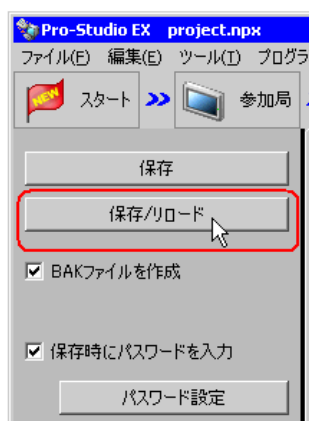 Pro-Studio EX project.npx
ファイル(F) 編集(E) ツール(T) プログラ
NEW スタート 参加局
保存
保存/リロード
BAKファイルを作成
保存時にパスワードを入力
パスワード設定